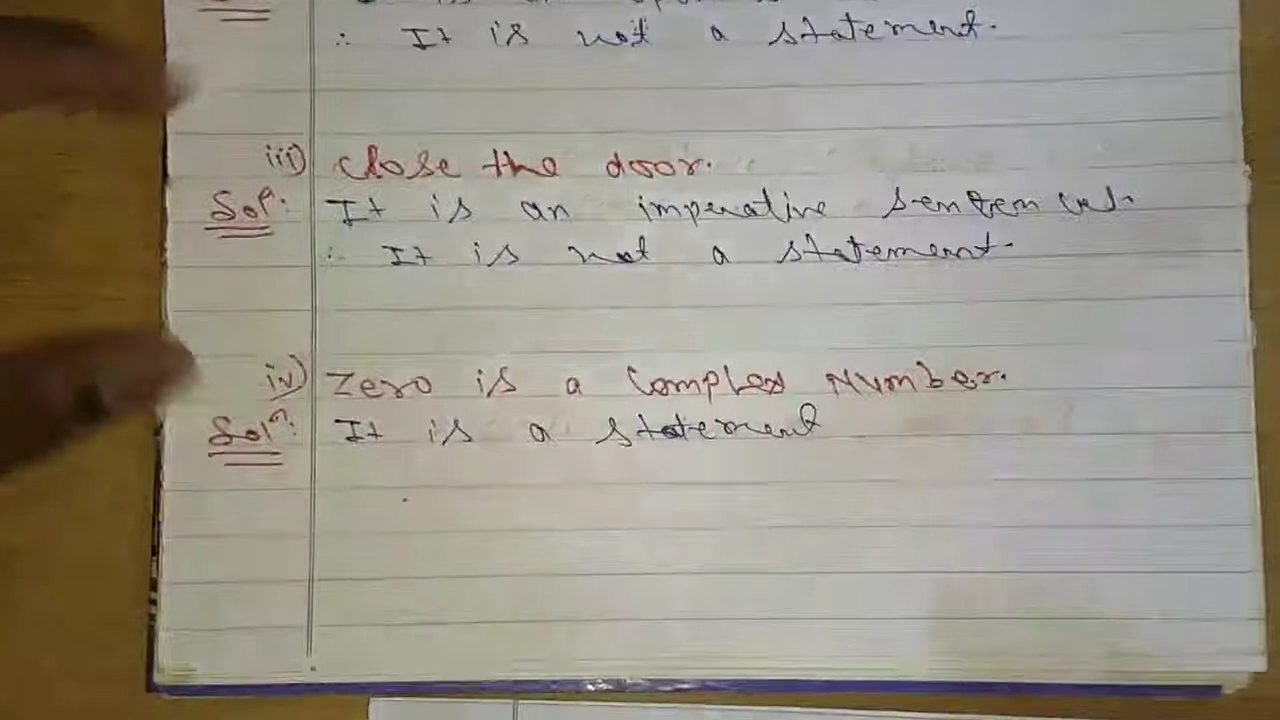 ∴ It is not a statement.
iii) Close the door.
Solⁿ: It is an imperative sentence.
∴ It is not a statement.
iv) Zero is a Complex Number.
Solⁿ: It is a statement